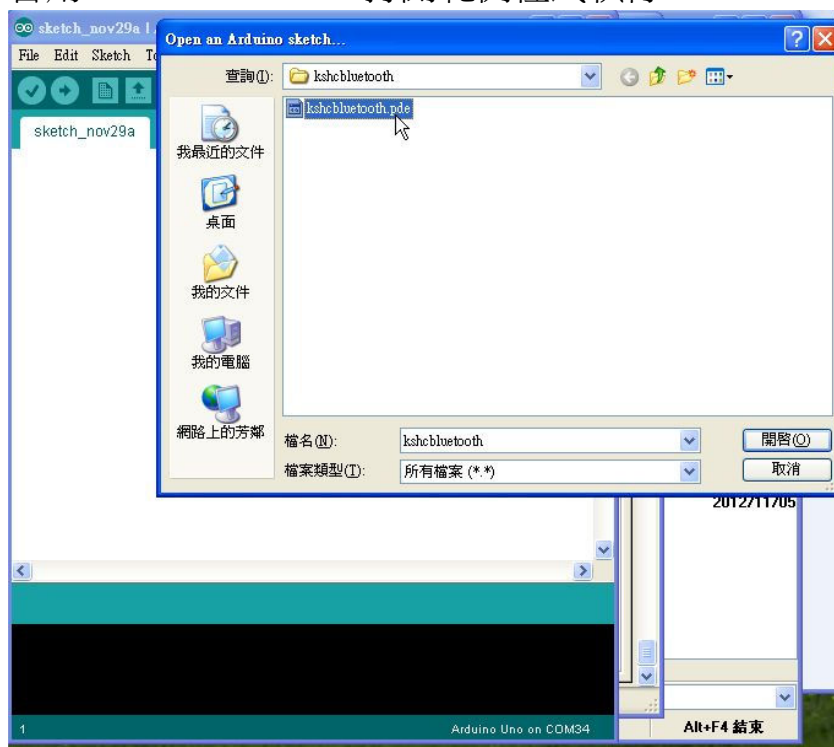 sketch_nov29a
File Edit Sketch
Open an Arduino sketch...
查詢(I):
kshcbluetooth
sketch_nov29a
kshcbluetooth.pde
我最近的文件
桌面
我的文件
我的電腦
網路上的芳鄰
檔名(N):
kshcbluetooth
開啓(O)
檔案類型(T):
所有檔案 (*.*)
取消
2012/11/05
1
Arduino Uno on COM34
Alt+F4 結束